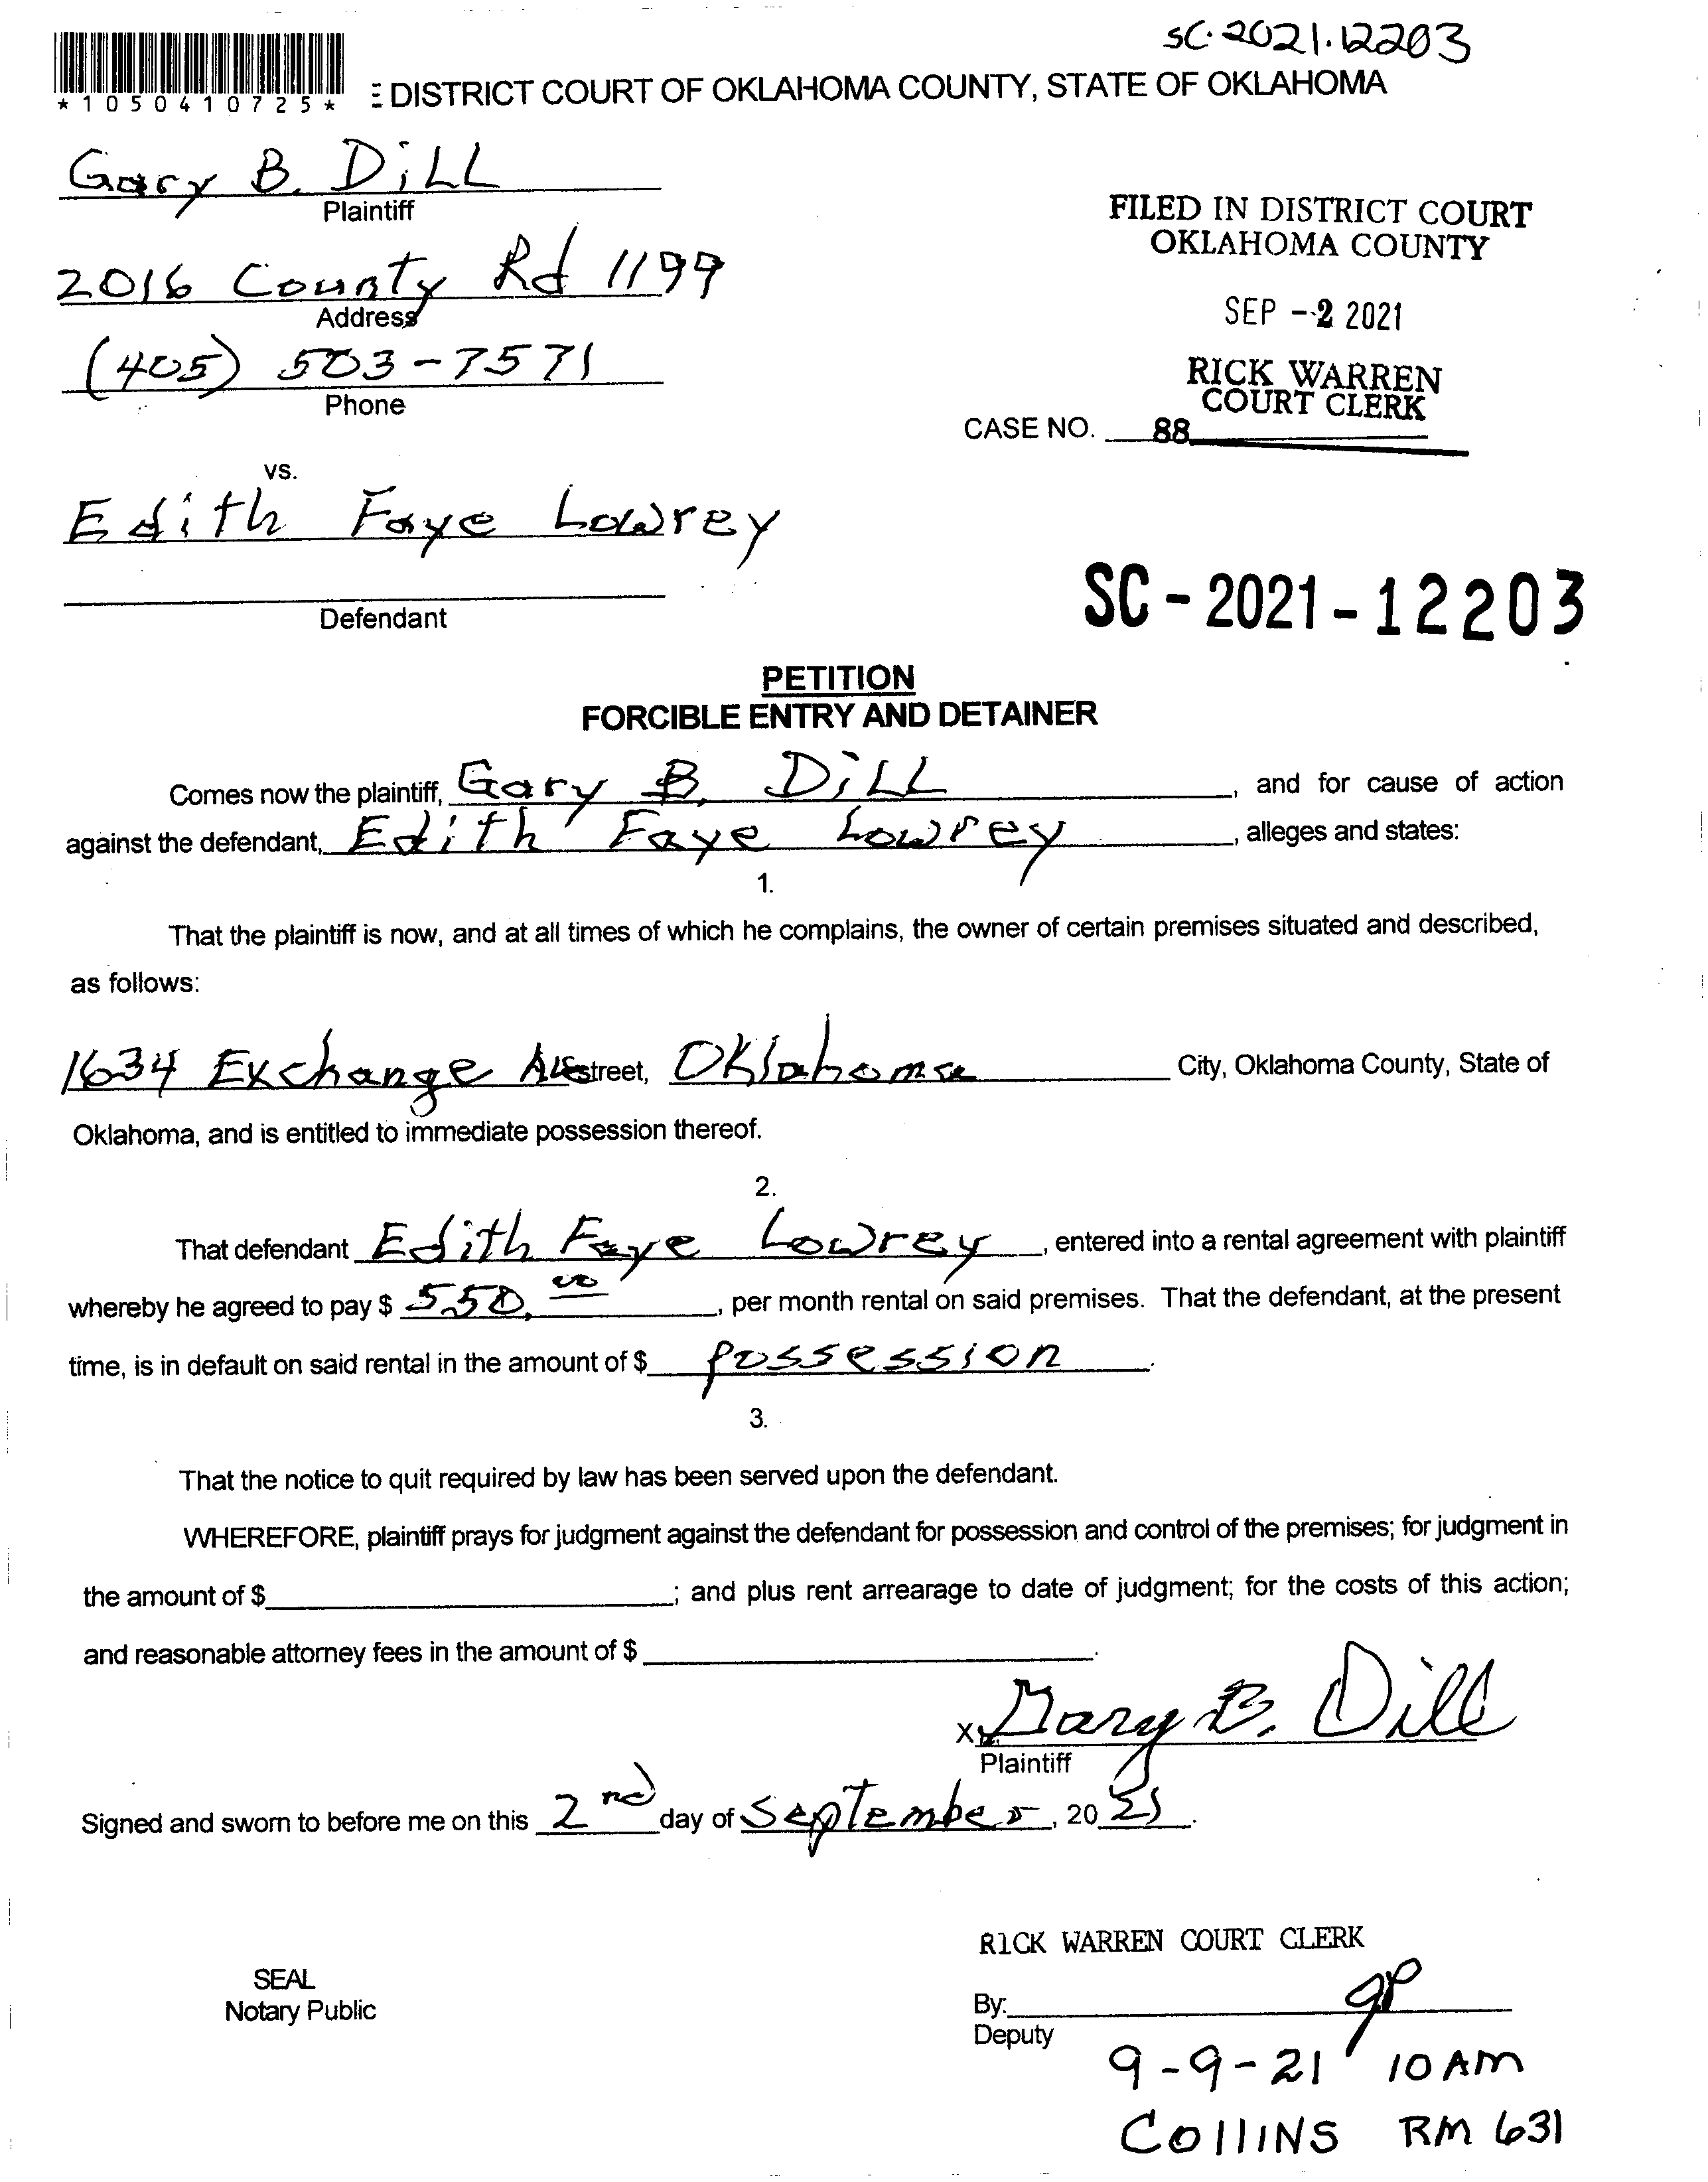 SC-2021-12203
*1050410725* E DISTRICT COURT OF OKLAHOMA COUNTY, STATE OF OKLAHOMA
Gary B. Dill
Plaintiff
FILED IN DISTRICT COURT
OKLAHOMA COUNTY
2016 County Rd 1199
Address
SEP -2 2021
(405) 503-7571
Phone
RICK WARREN
COURT CLERK
CASE NO. 88
vs.
Edith Faye Lowrey
Defendant
SC-2021-12203
PETITION
FORCIBLE ENTRY AND DETAINER
Comes now the plaintiff, Gary B. Dill, and for cause of action
against the defendant, Edith Faye Lowrey, alleges and states:
1.
That the plaintiff is now, and at all times of which he complains, the owner of certain premises situated and described,
as follows:
1634 Exchange Ave street, Oklahoma City, Oklahoma County, State of
Oklahoma, and is entitled to immediate possession thereof.
2.
That defendant Edith Faye Lowrey, entered into a rental agreement with plaintiff
whereby he agreed to pay $ 550.00, per month rental on said premises. That the defendant, at the present
time, is in default on said rental in the amount of $ possession.
3.
That the notice to quit required by law has been served upon the defendant.
WHEREFORE, plaintiff prays for judgment against the defendant for possession and control of the premises; for judgment in
the amount of $ ; and plus rent arrearage to date of judgment; for the costs of this action;
and reasonable attorney fees in the amount of $ .
X Gary B. Dill
Plaintiff
Signed and sworn to before me on this 2nd day of September, 2021.
RICK WARREN COURT CLERK
SEAL
Notary Public
By: gp
Deputy
9-9-21 10 AM
COLLINS RM 631